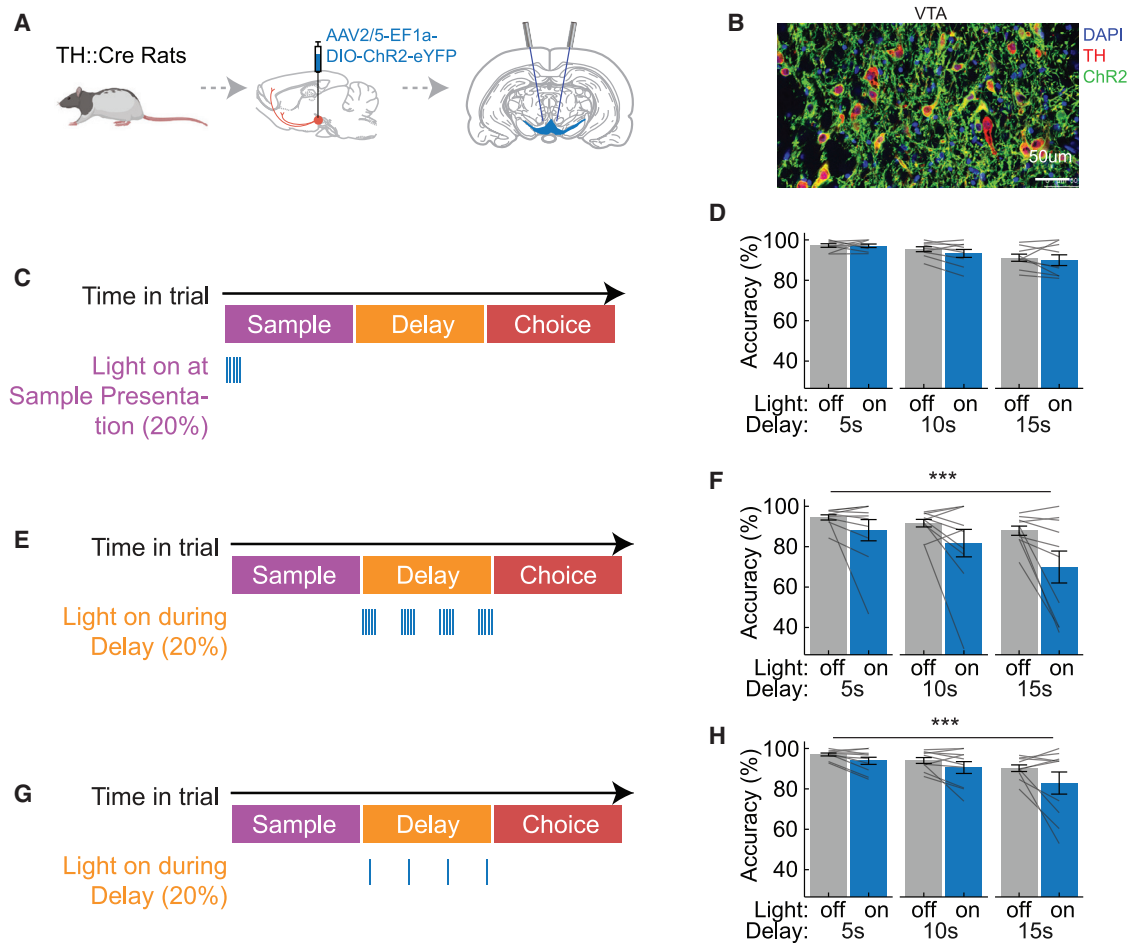 A
TH::Cre Rats
AAV2/5-EF1a-
DIO-ChR2-eYFP
B
VTA
DAPI
TH
ChR2
50um
C
Time in trial
Sample
Delay
Choice
Light on at
Sample Presenta-
tion (20%)
D
Accuracy (%)
100
80
60
40
Light: off on off on off on
Delay: 5s 10s 15s
E
Time in trial
Sample
Delay
Choice
Light on during
Delay (20%)
F
***
Accuracy (%)
100
80
60
40
Light: off on off on off on
Delay: 5s 10s 15s
G
Time in trial
Sample
Delay
Choice
Light on during
Delay (20%)
H
***
Accuracy (%)
100
80
60
40
Light: off on off on off on
Delay: 5s 10s 15s